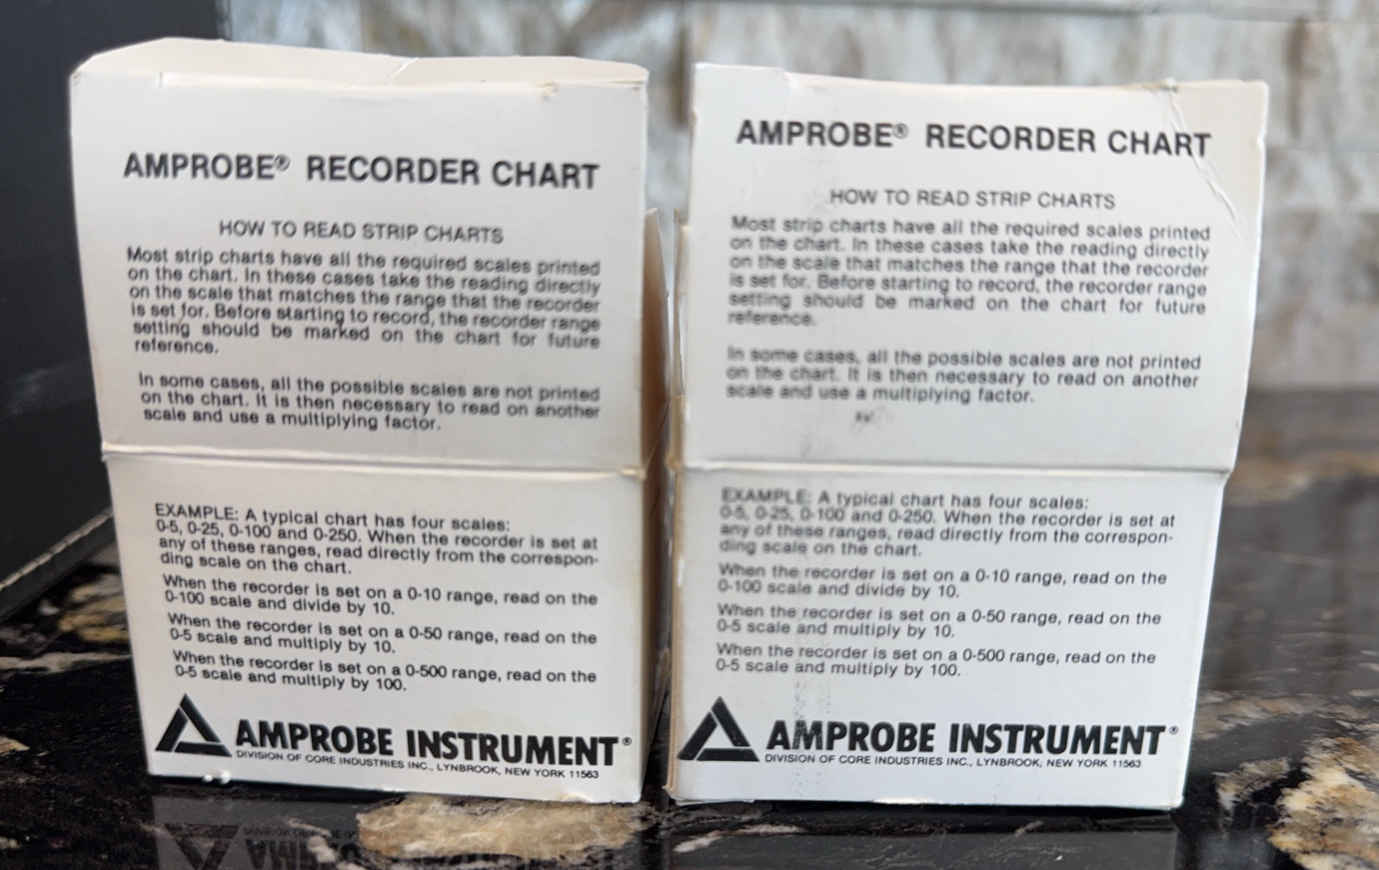 AMPROBE® RECORDER CHART
HOW TO READ STRIP CHARTS
Most strip charts have all the required scales printed
on the chart. In these cases take the reading directly
on the scale that matches the range that the recorder
is set for. Before starting to record, the recorder range
setting should be marked on the chart for future
reference.
In some cases, all the possible scales are not printed
on the chart. It is then necessary to read on another
scale and use a multiplying factor.
EXAMPLE: A typical chart has four scales:
0-5, 0-25, 0-100 and 0-250. When the recorder is set at
any of these ranges, read directly from the correspon-
ding scale on the chart.
When the recorder is set on a 0-10 range, read on the
0-100 scale and divide by 10.
When the recorder is set on a 0-50 range, read on the
0-5 scale and multiply by 10.
When the recorder is set on a 0-500 range, read on the
0-5 scale and multiply by 100.
AMPROBE INSTRUMENT®
DIVISION OF CORE INDUSTRIES INC., LYNBROOK, NEW YORK 11563
AMPROBE® RECORDER CHART
HOW TO READ STRIP CHARTS
Most strip charts have all the required scales printed
on the chart. In these cases take the reading directly
on the scale that matches the range that the recorder
is set for. Before starting to record, the recorder range
setting should be marked on the chart for future
reference.
In some cases, all the possible scales are not printed
on the chart. It is then necessary to read on another
scale and use a multiplying factor.
EXAMPLE: A typical chart has four scales:
0-5, 0-25, 0-100 and 0-250. When the recorder is set at
any of these ranges, read directly from the correspon-
ding scale on the chart.
When the recorder is set on a 0-10 range, read on the
0-100 scale and divide by 10.
When the recorder is set on a 0-50 range, read on the
0-5 scale and multiply by 10.
When the recorder is set on a 0-500 range, read on the
0-5 scale and multiply by 100.
AMPROBE INSTRUMENT®
DIVISION OF CORE INDUSTRIES INC., LYNBROOK, NEW YORK 11563